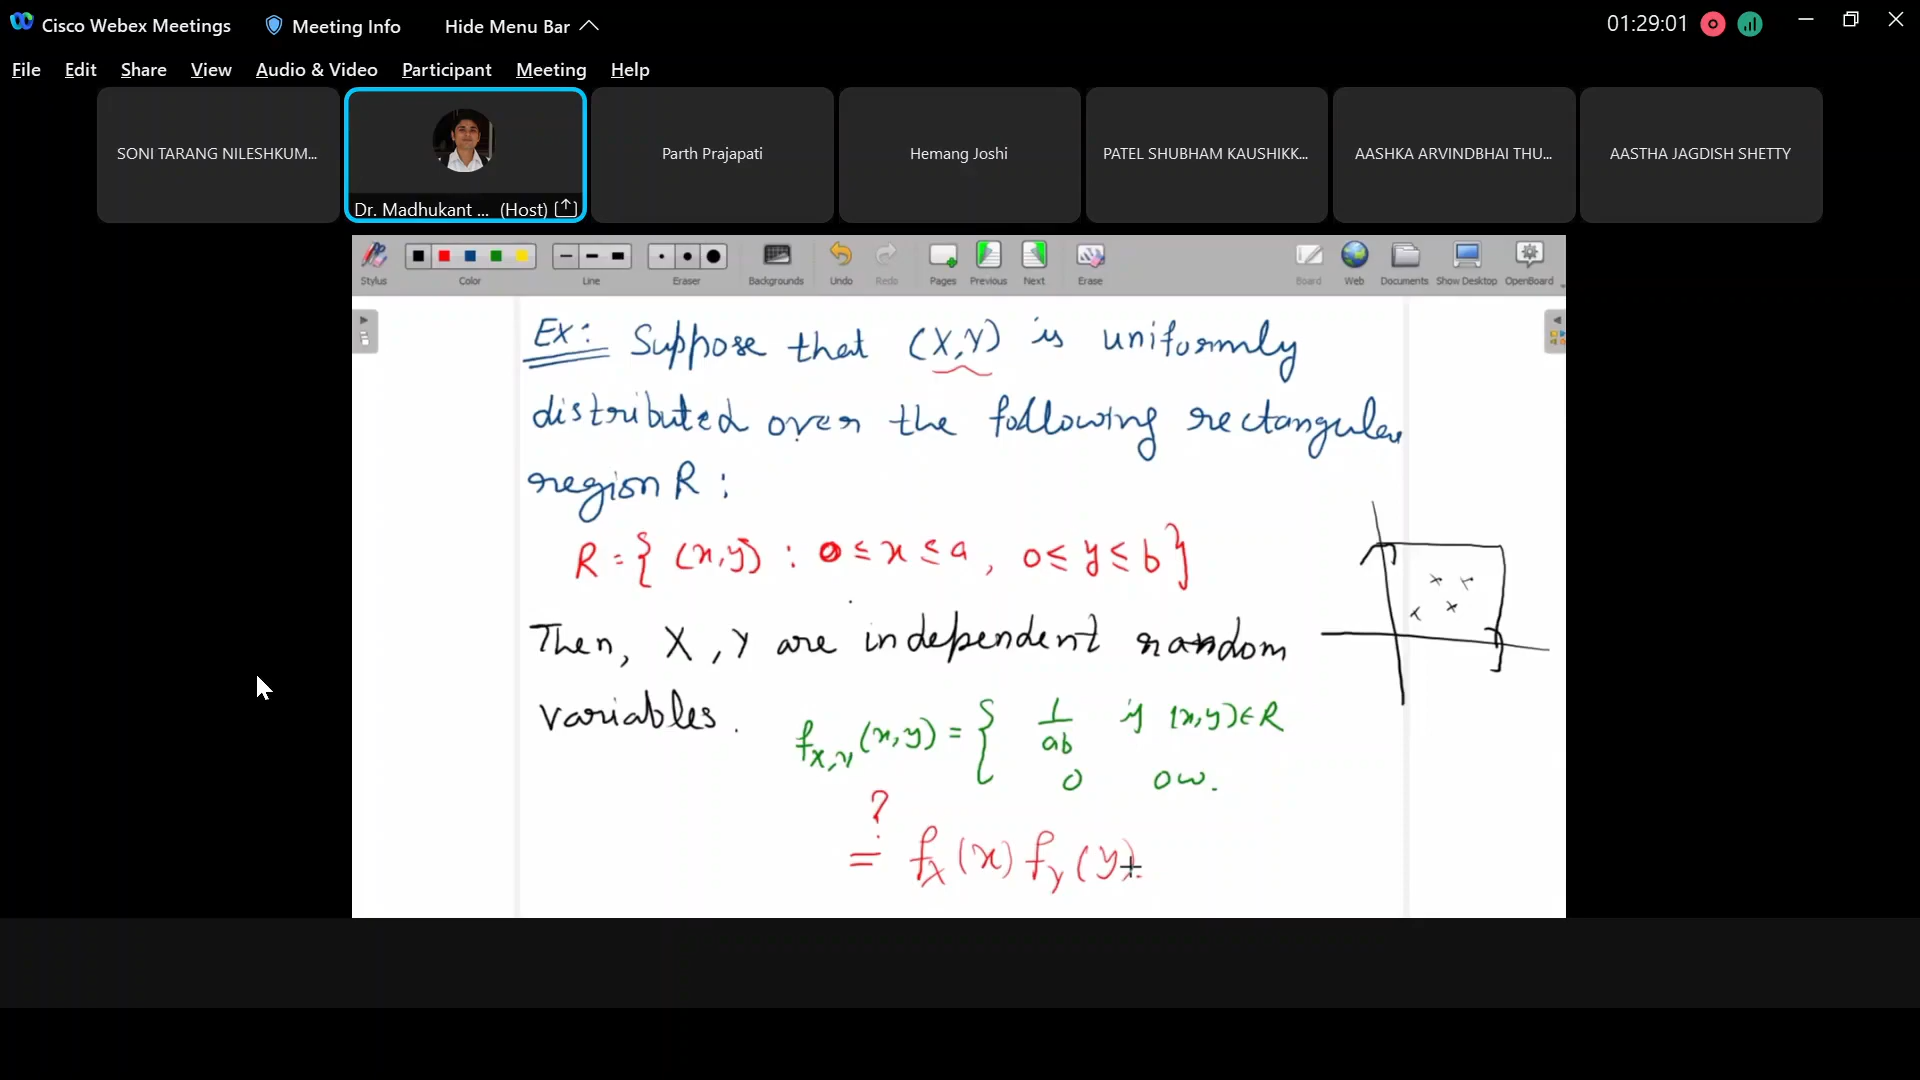 Cisco Webex Meetings Meeting Info Hide Menu Bar 01:29:01
File Edit Share View Audio & Video Participant Meeting Help
SONI TARANG NILESHKUM...
Dr. Madhukant ... (Host)
Parth Prajapati
Hemang Joshi
PATEL SHUBHAM KAUSHIKK...
AASHKA ARVINDBHAI THU...
AASTHA JAGDISH SHETTY
Stylus Color Line Eraser Backgrounds Undo Redo Pages Previous Next Erase Board Web Documents Show Desktop OpenBoard
Ex: Suppose that (X,Y) is uniformly
distributed over the following rectangular
region R :
R = { (x,y) : 0 ≤ x ≤ a, 0 ≤ y ≤ b }
Then, X, Y are independent random
variables.
f_{X,Y}(x,y) = { 1/ab if (x,y) ∈ R
0 ow.
?
= f_X(x) f_Y(y)